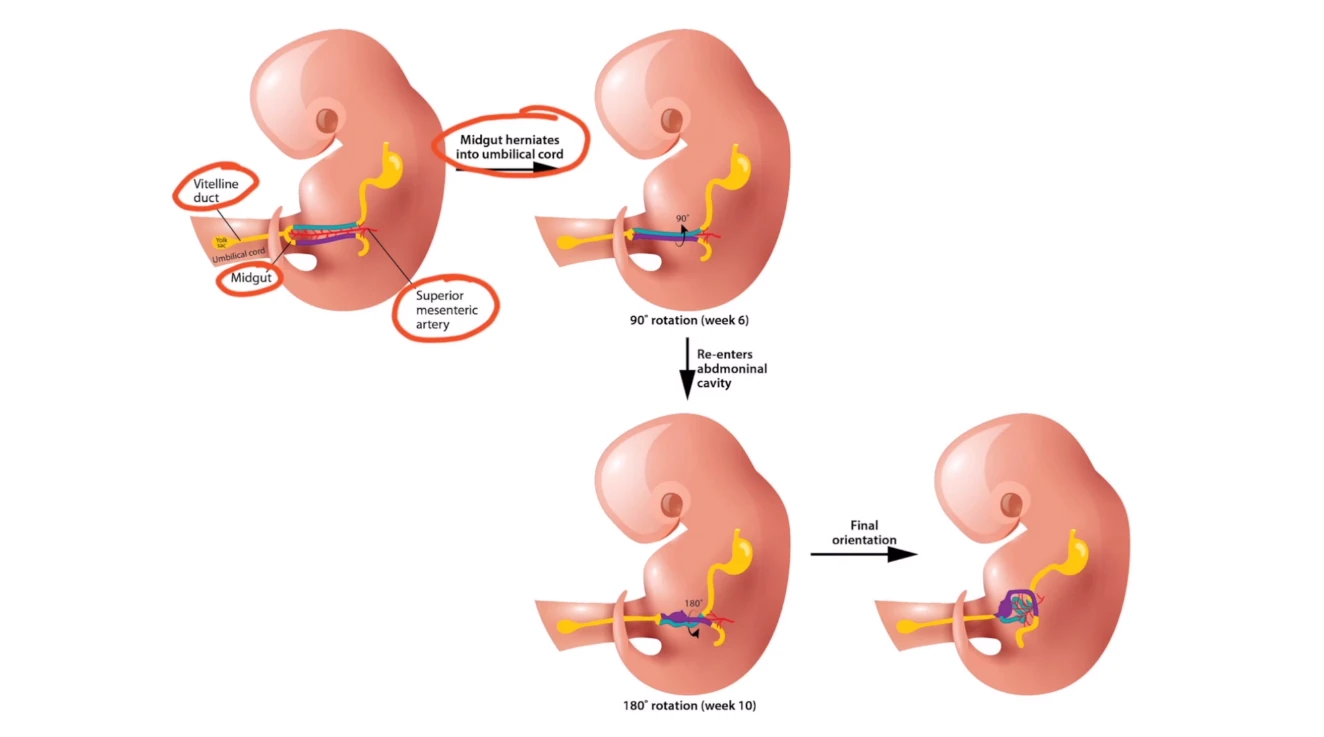 Midgut herniates
into umbilical cord
Vitelline
duct
Yolk
sac
Umbilical cord
Midgut
Superior
mesenteric
artery
90°
90° rotation (week 6)
Re-enters
abdmoninal
cavity
Final
orientation
180°
180° rotation (week 10)